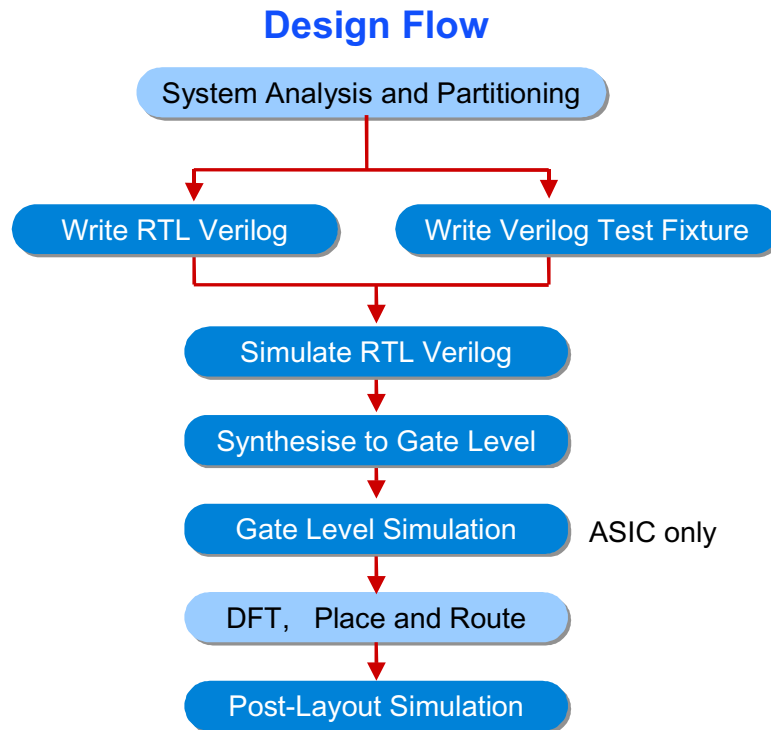 Design Flow
System Analysis and Partitioning
Write RTL Verilog
Write Verilog Test Fixture
Simulate RTL Verilog
Synthesise to Gate Level
Gate Level Simulation
ASIC only
DFT, Place and Route
Post-Layout Simulation